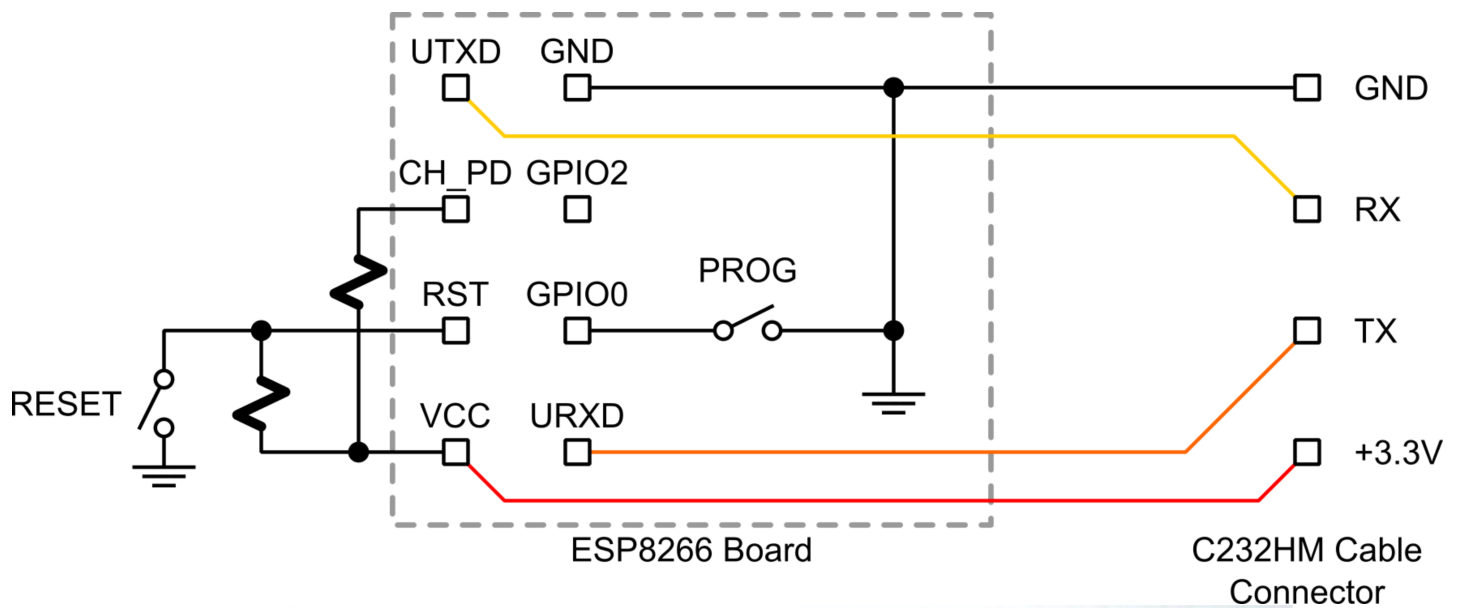 UTXD GND
GND
CH_PD GPIO2
RX
PROG
RST GPIO0
TX
RESET
VCC URXD
+3.3V
ESP8266 Board
C232HM Cable
Connector